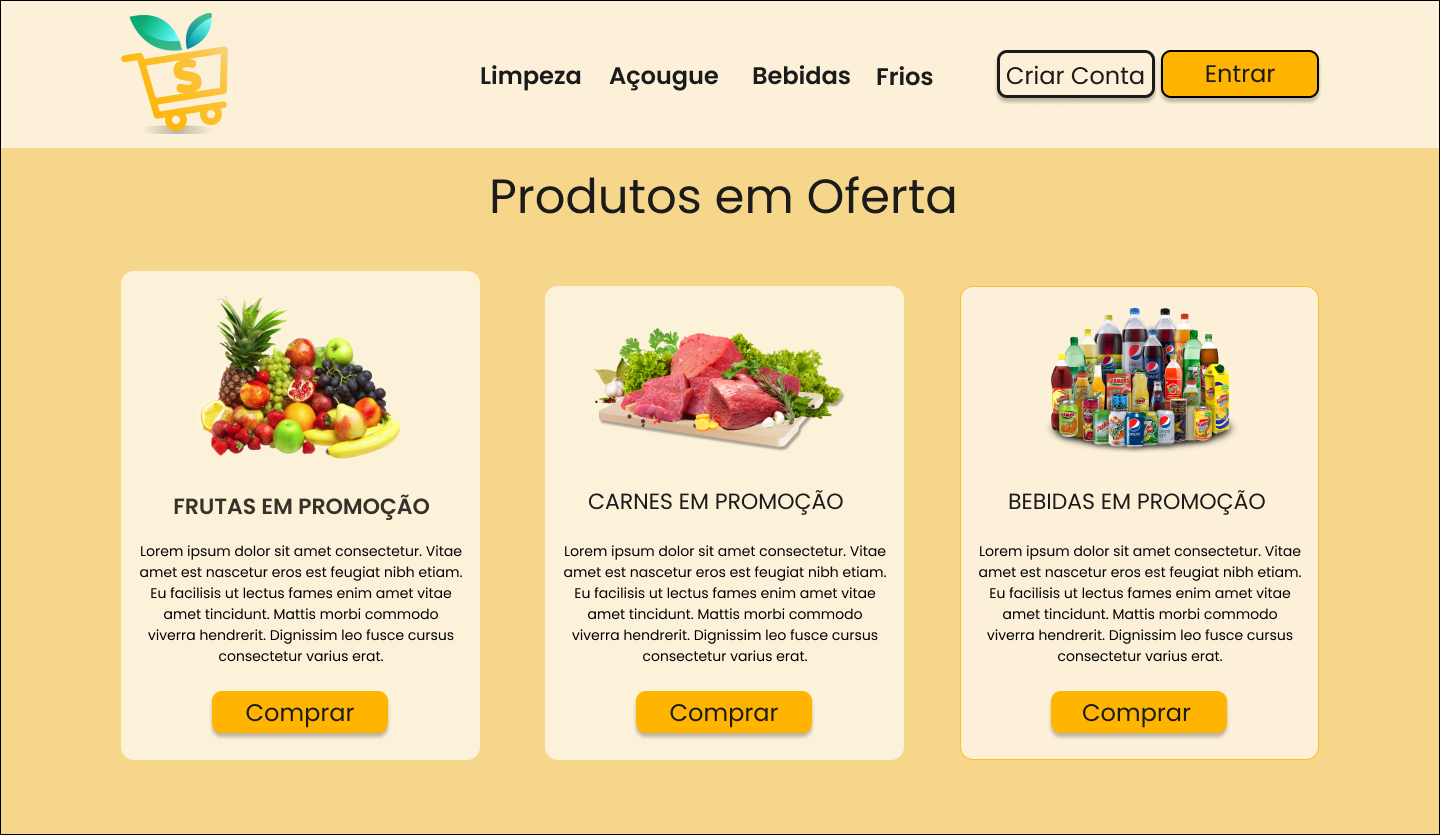 Limpeza Açougue Bebidas Frios Criar Conta Entrar
Produtos em Oferta
FRUTAS EM PROMOÇÃO
Lorem ipsum dolor sit amet consectetur. Vitae
amet est nascetur eros est feugiat nibh etiam.
Eu facilisis ut lectus fames enim amet vitae
amet tincidunt. Mattis morbi commodo
viverra hendrerit. Dignissim leo fusce cursus
consectetur varius erat.
Comprar
CARNES EM PROMOÇÃO
Lorem ipsum dolor sit amet consectetur. Vitae
amet est nascetur eros est feugiat nibh etiam.
Eu facilisis ut lectus fames enim amet vitae
amet tincidunt. Mattis morbi commodo
viverra hendrerit. Dignissim leo fusce cursus
consectetur varius erat.
Comprar
BEBIDAS EM PROMOÇÃO
Lorem ipsum dolor sit amet consectetur. Vitae
amet est nascetur eros est feugiat nibh etiam.
Eu facilisis ut lectus fames enim amet vitae
amet tincidunt. Mattis morbi commodo
viverra hendrerit. Dignissim leo fusce cursus
consectetur varius erat.
Comprar